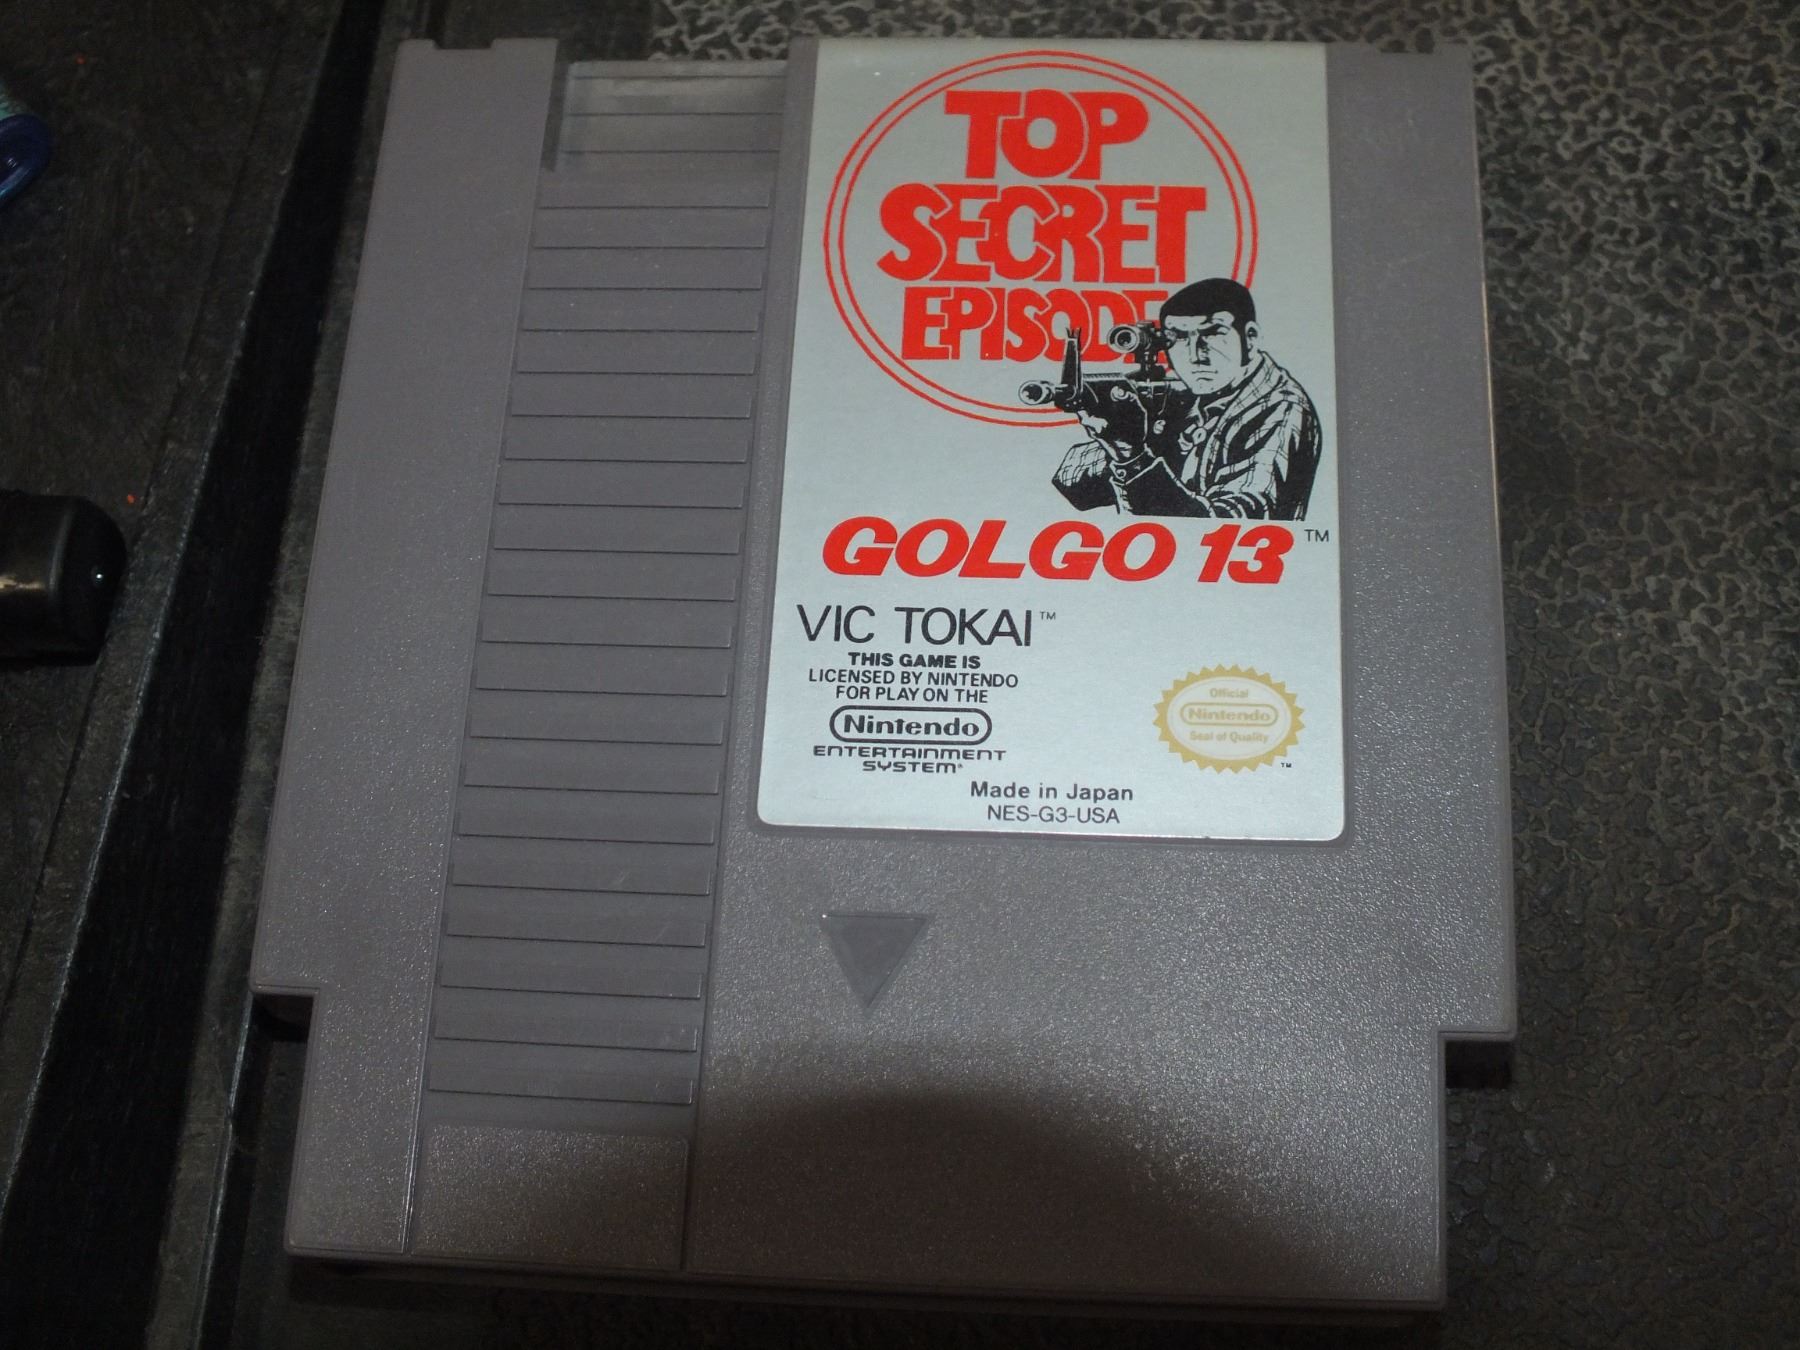 TOP
SECRET
EPISODE
GOLGO 13™
VIC TOKAI™
THIS GAME IS
LICENSED BY NINTENDO
FOR PLAY ON THE
Nintendo
ENTERTAINMENT
SYSTEM®
Official
Nintendo
Seal of Quality
™
Made in Japan
NES-G3-USA